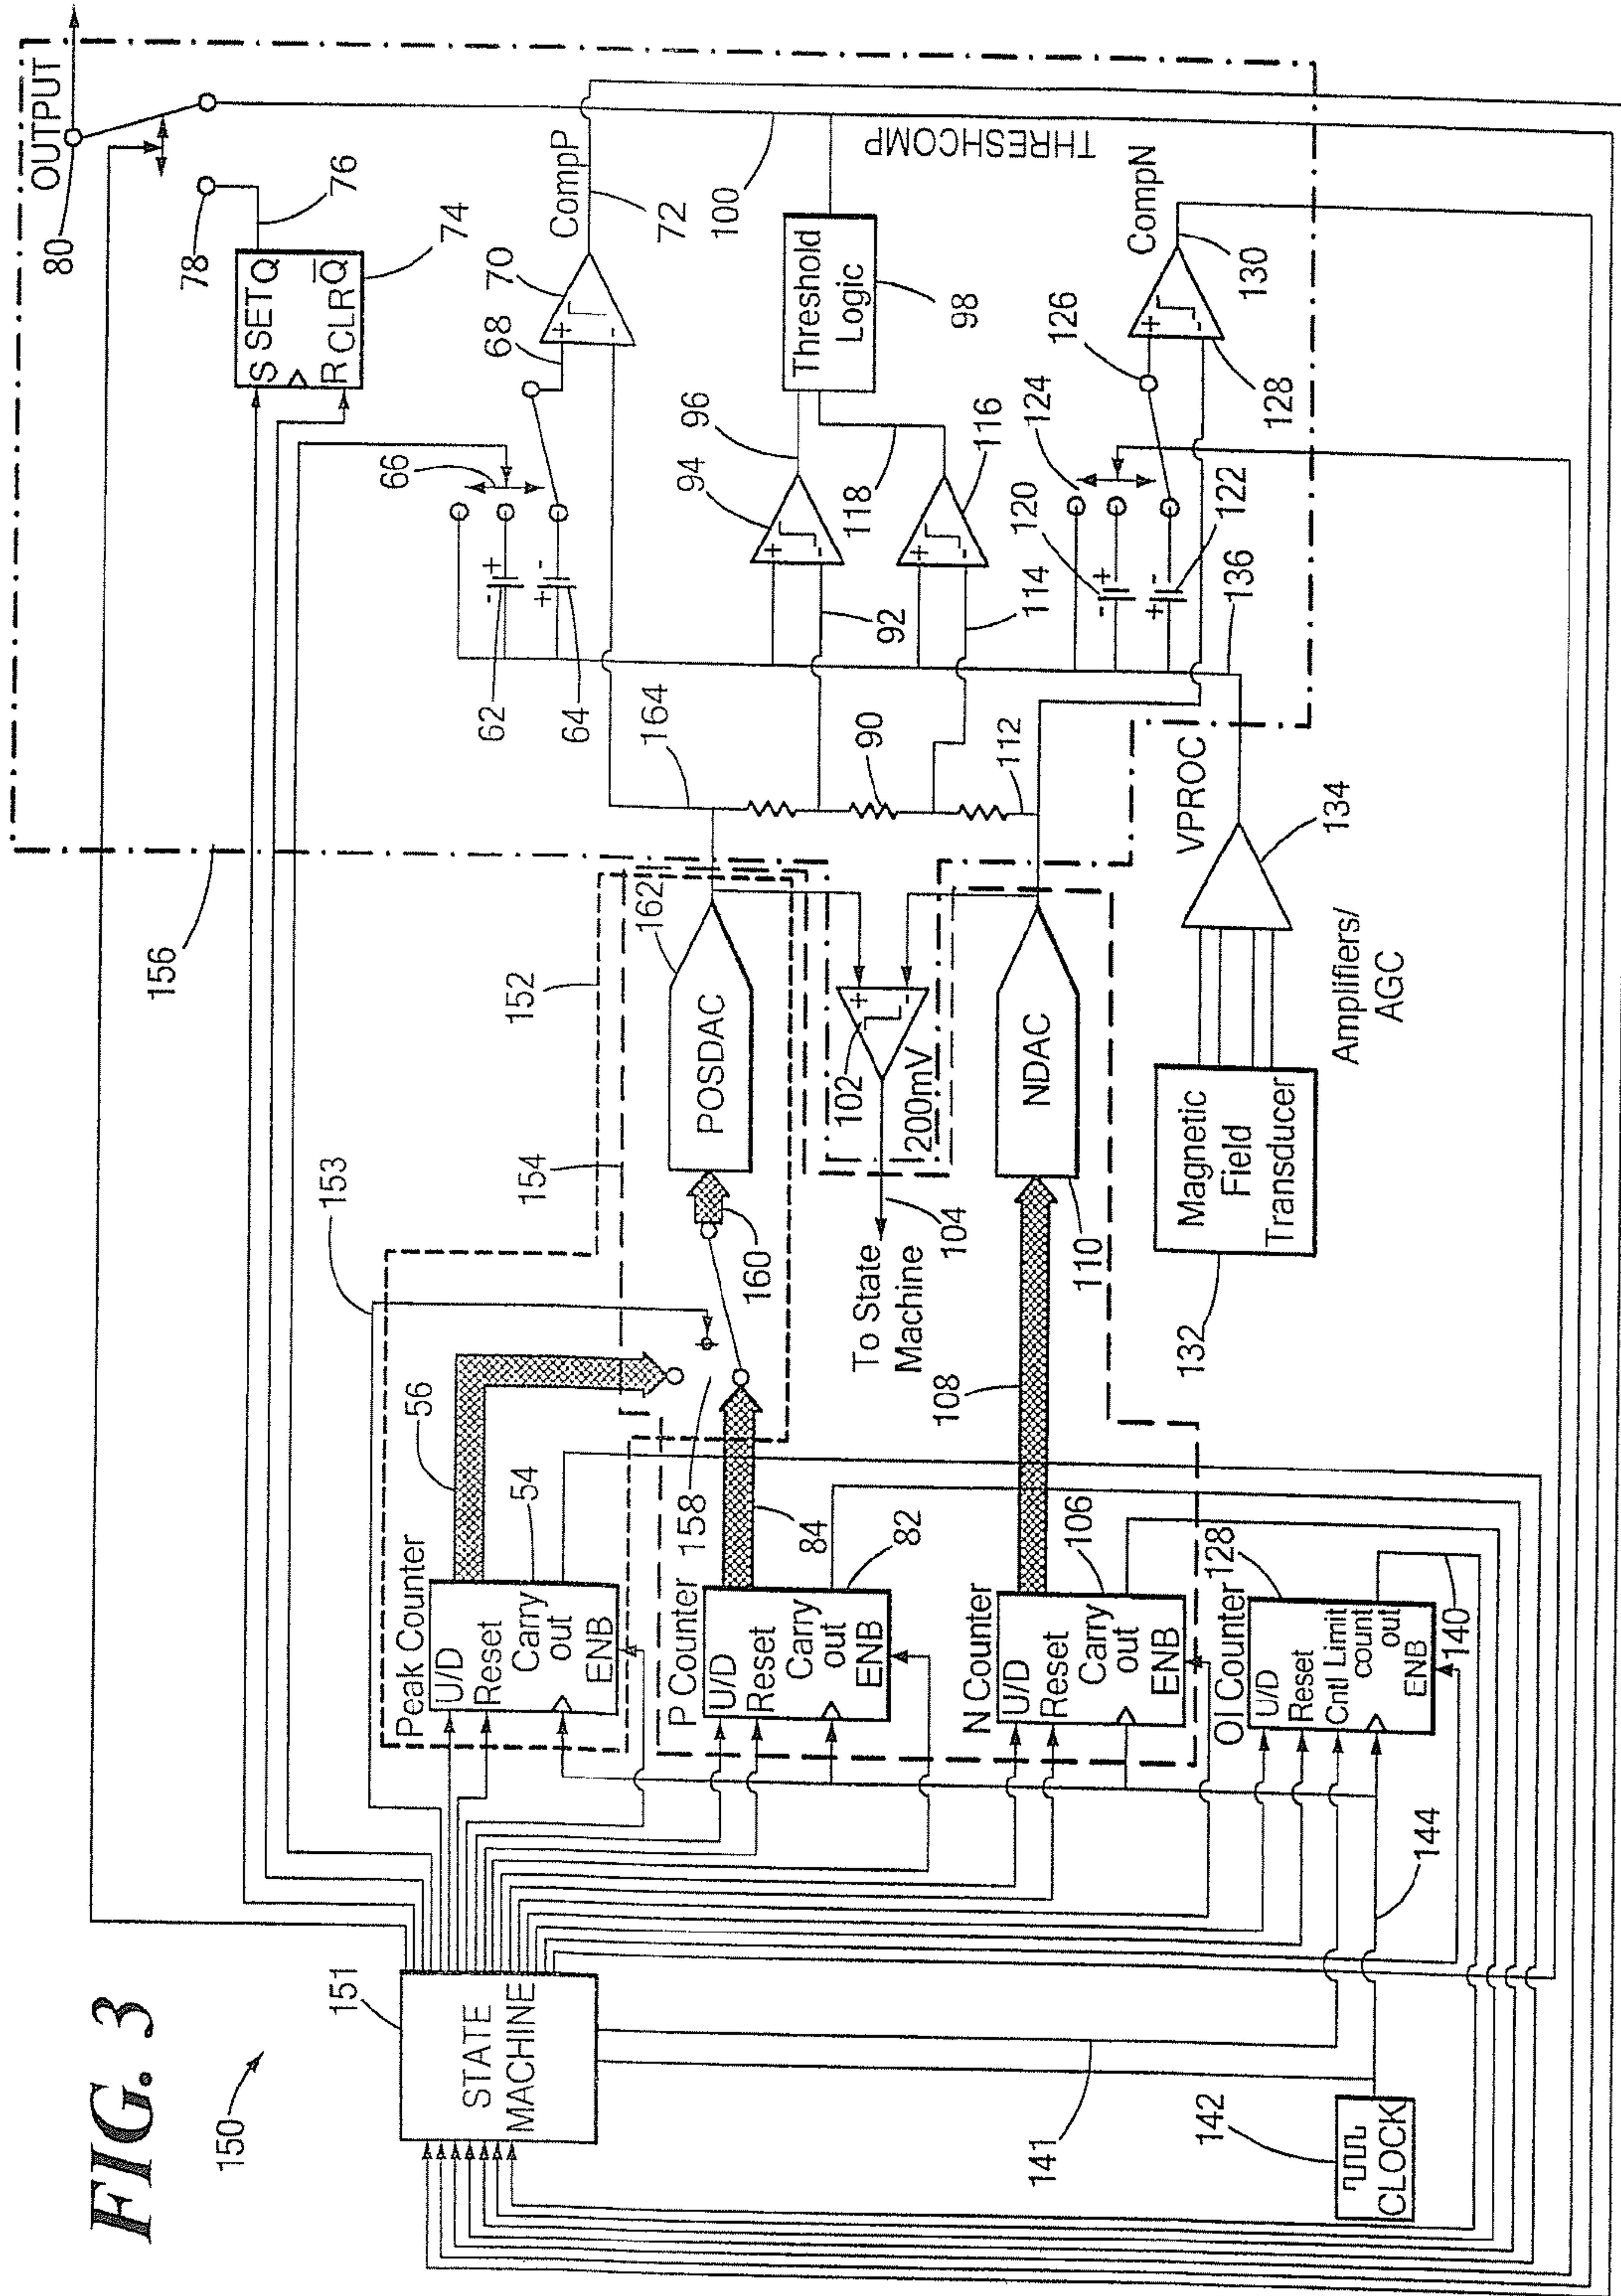 FIG. 3
150
151
STATE
MACHINE
141
142
CLOCK
144
153
156
152
154
Peak Counter
U/D
Reset
Carry
out
ENB
54
56
158
P Counter
U/D
Reset
Carry
out
ENB
82
84
N Counter
U/D
Reset
Carry
out
ENB
106
108
OI Counter
U/D
Reset
Cntl Limit
count
out
ENB
128
140
160
POSDAC
162
164
To State
Machine
104
102
+
-
200mV
NDAC
110
Magnetic
Field
Transducer
132
Amplifiers/
AGC
134
VPROC
136
90
112
92
114
62
64
66
- +
+ -
68
70
+
-
CompP
72
S SET Q
R CLR Q̅
74
76
78
80
OUTPUT
94
+
-
96
116
+
-
118
Threshold
Logic
98
100
THRESHCOMP
120
122
124
- +
+ -
126
128
+
-
CompN
130